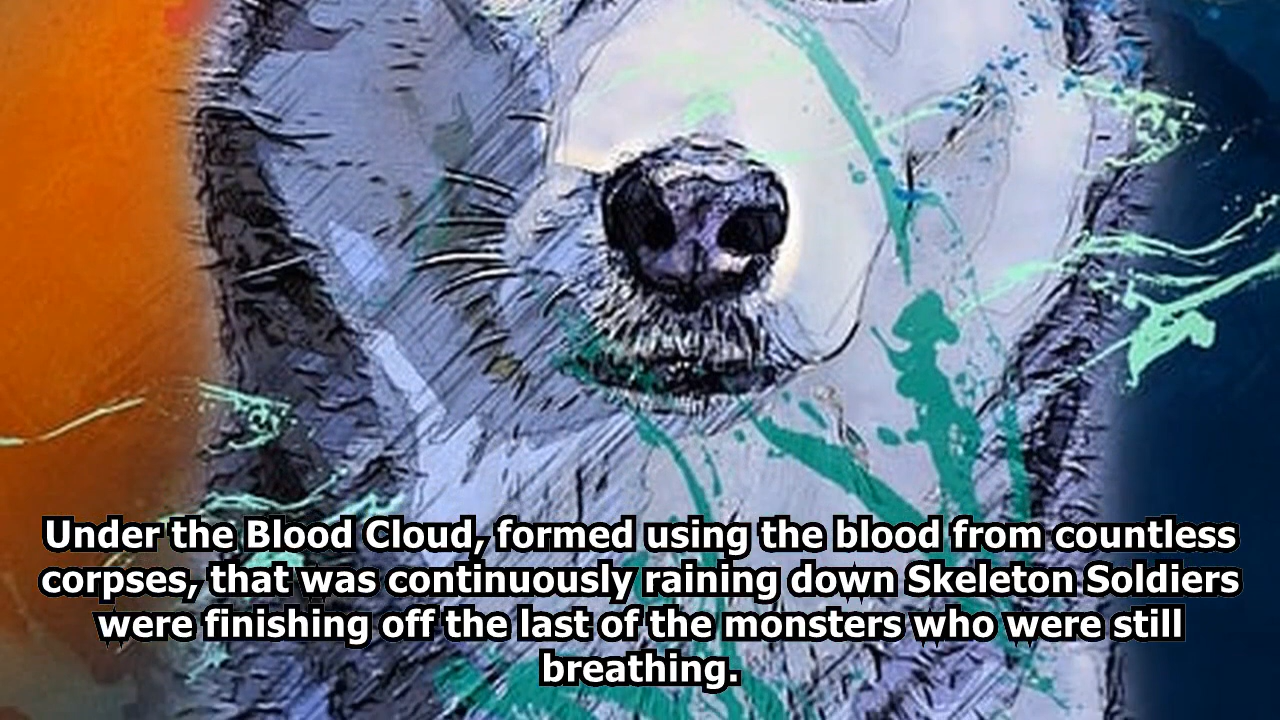 Under the Blood Cloud, formed using the blood from countless
corpses, that was continuously raining down Skeleton Soldiers
were finishing off the last of the monsters who were still
breathing.